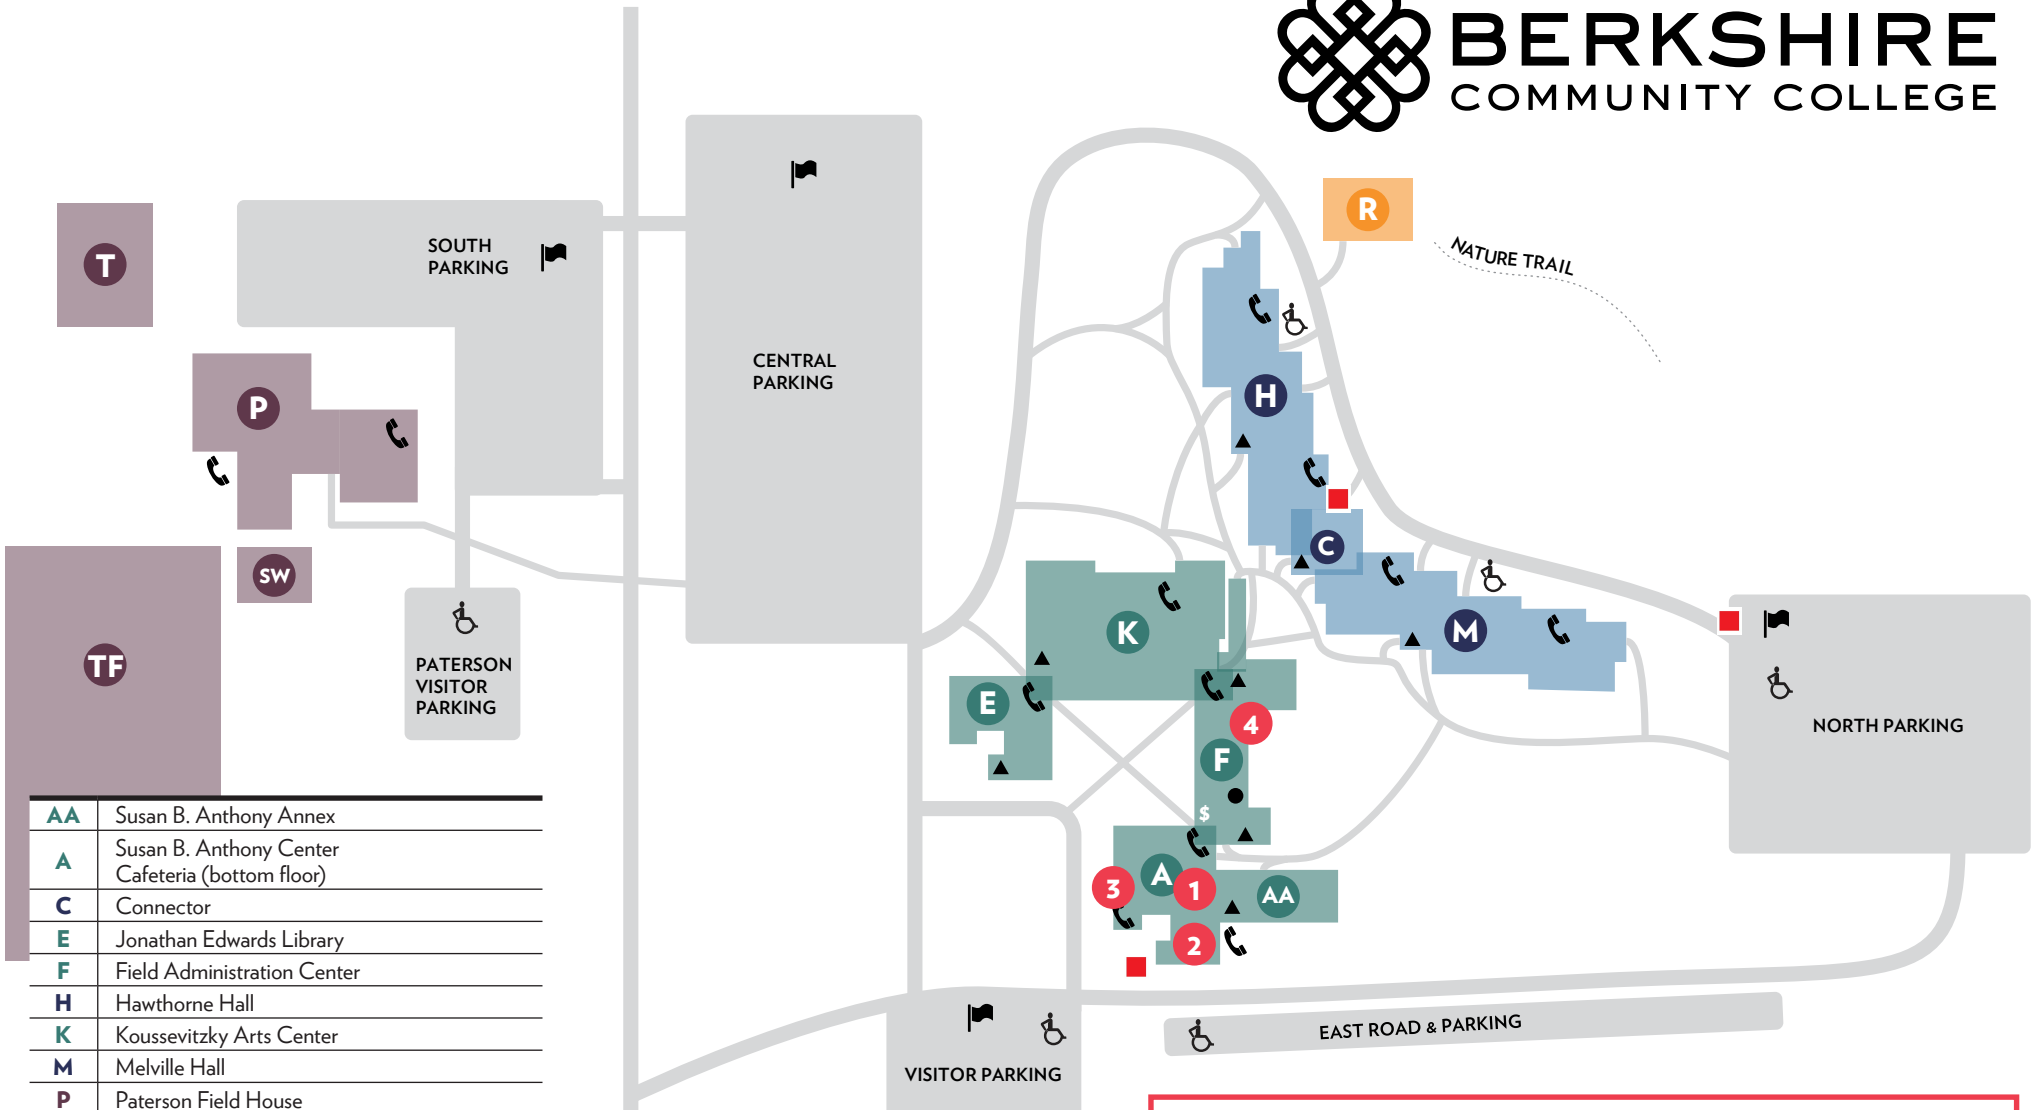 BERKSHIRE
COMMUNITY COLLEGE
R
NATURE TRAIL
T
SOUTH
PARKING
CENTRAL
PARKING
H
P
C
SW
K
M
TF
PATERSON
VISITOR
PARKING
E
4
NORTH PARKING
F
$
A
3
1
AA
2
EAST ROAD & PARKING
VISITOR PARKING
AA Susan B. Anthony Annex
A Susan B. Anthony Center
Cafeteria (bottom floor)
C Connector
E Jonathan Edwards Library
F Field Administration Center
H Hawthorne Hall
K Koussevitzky Arts Center
M Melville Hall
P Paterson Field House